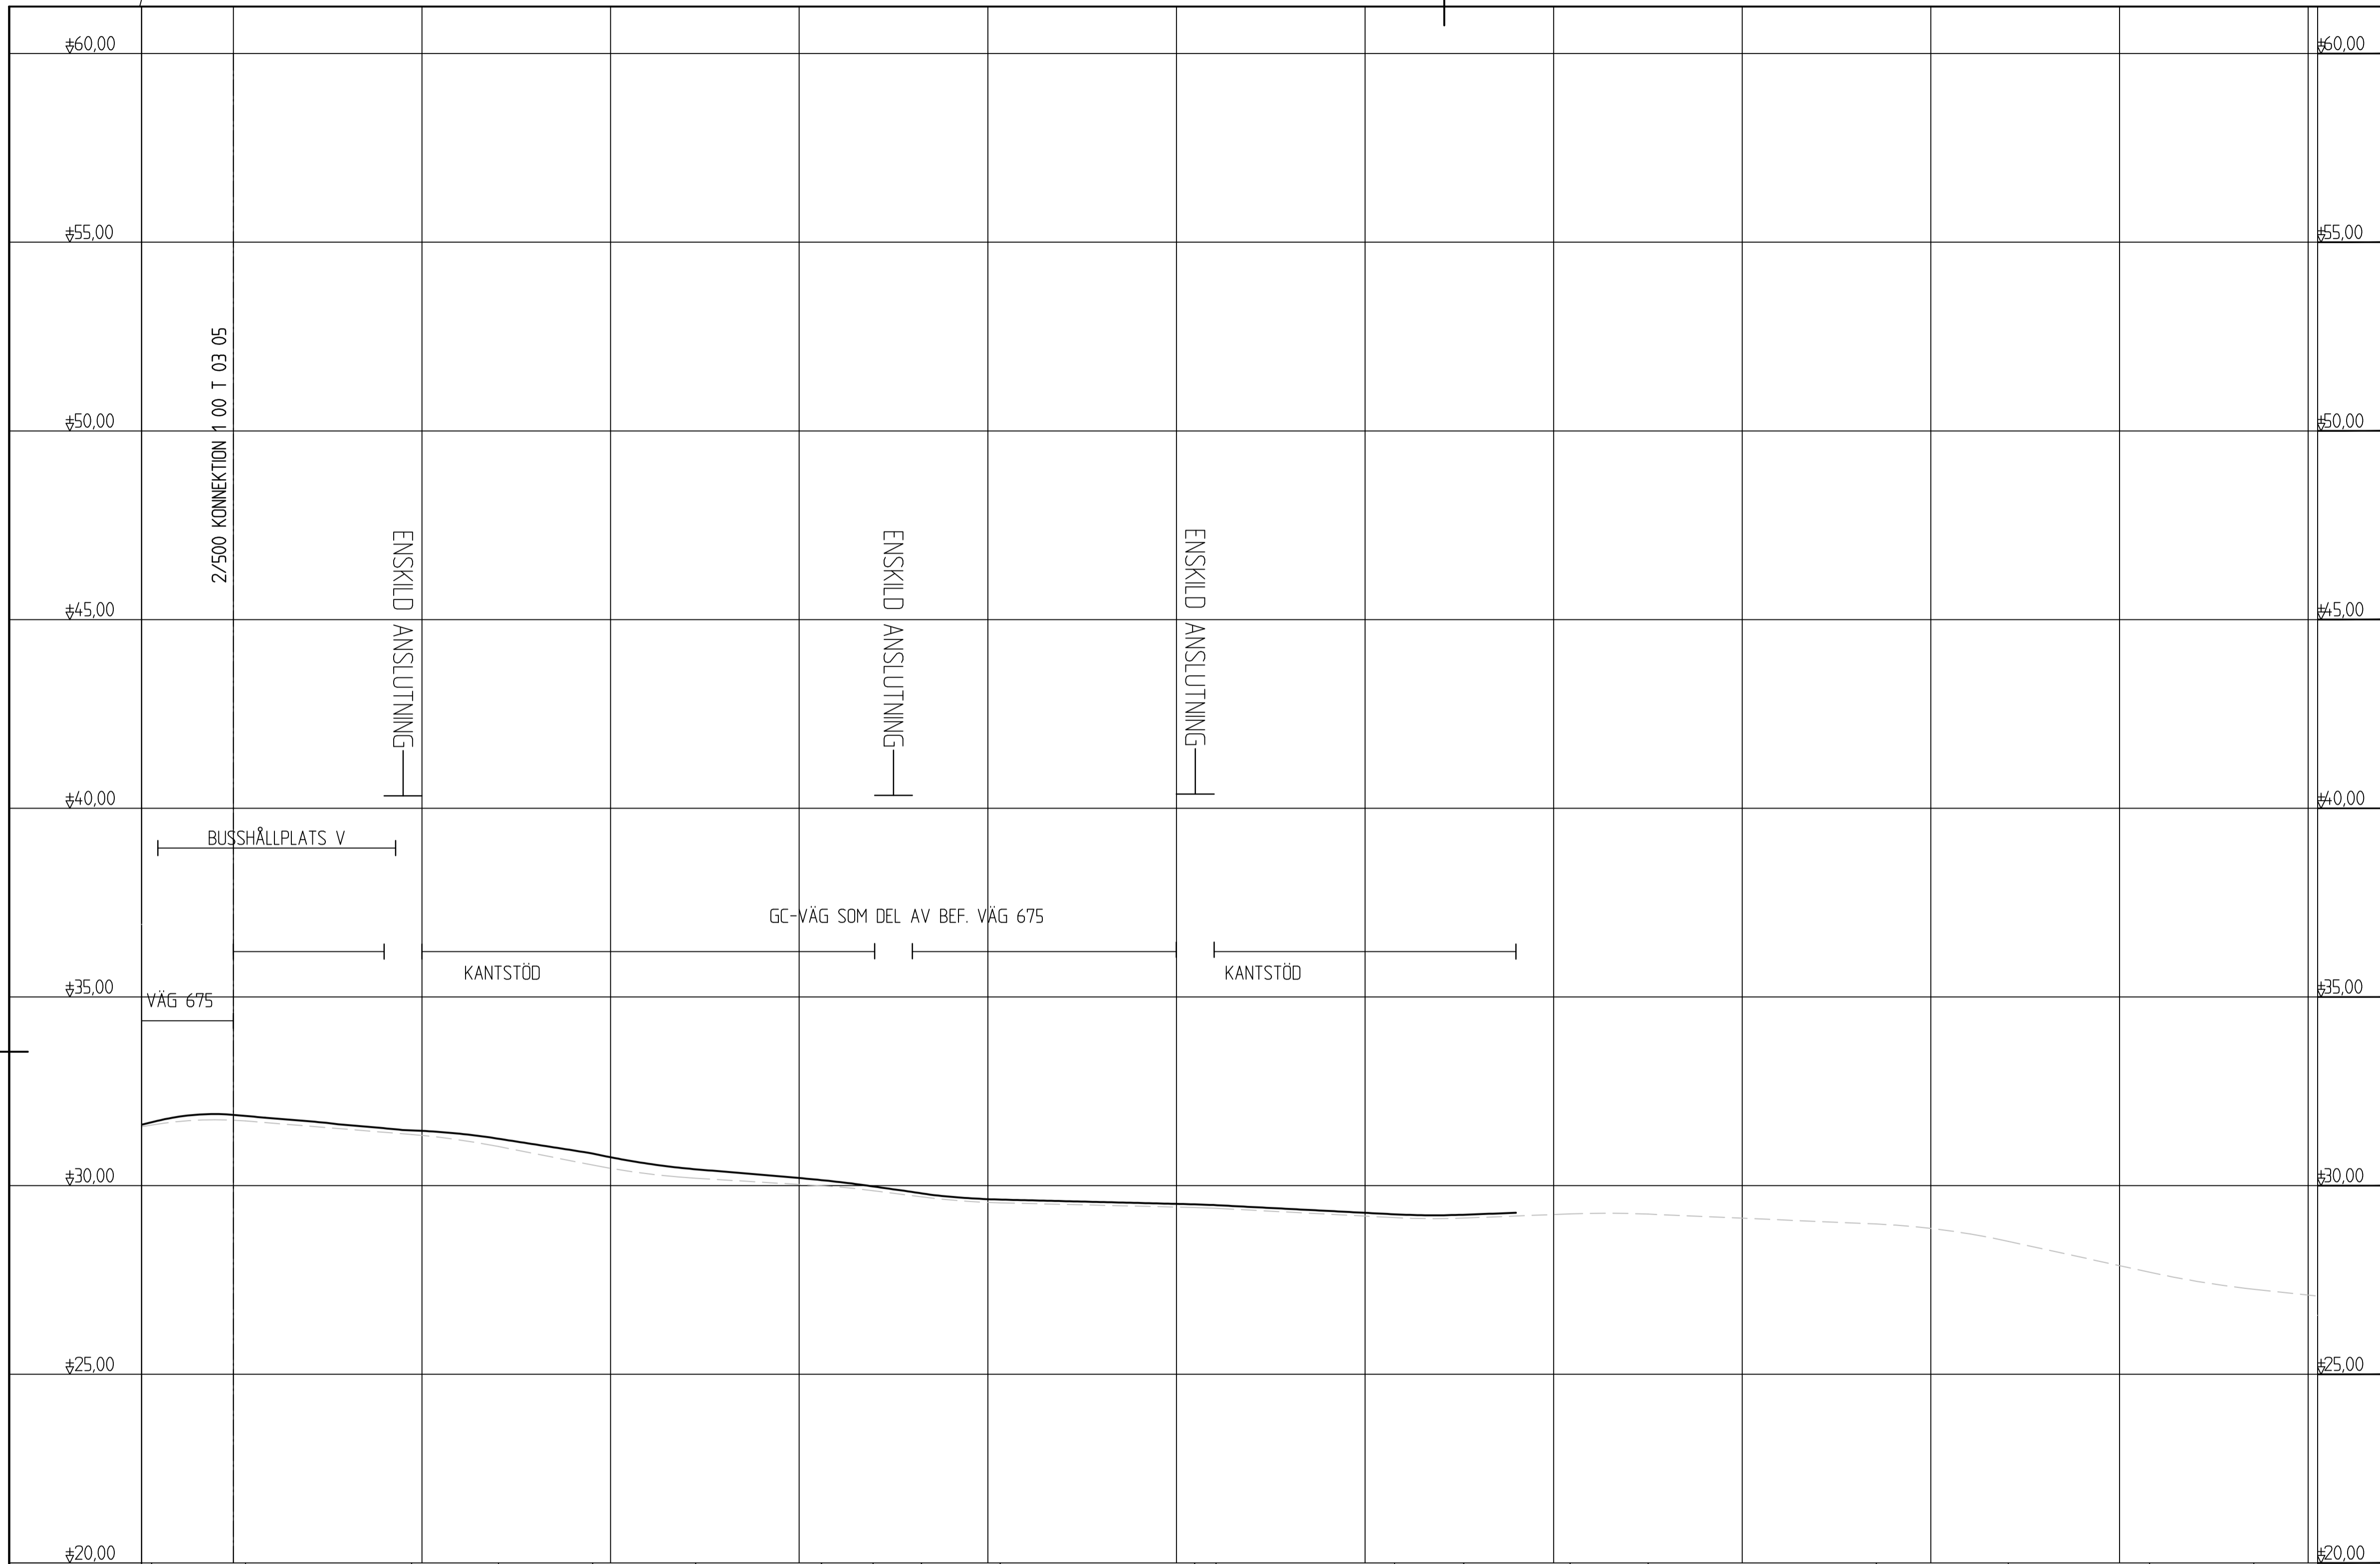 +60,00
+60,00
+55,00
+55,00
2/500 KONNEKTION 1 00 T 03 05
+50,00
+50,00
ENSKILD ANSLUTNING
ENSKILD ANSLUTNING
ENSKILD ANSLUTNING
+45,00
+45,00
+40,00
+40,00
BUSSHÅLLPLATS V
GC-VÄG SOM DEL AV BEF. VÄG 675
KANTSTÖD
KANTSTÖD
+35,00
+35,00
VÄG 675
+30,00
+30,00
+25,00
+25,00
+20,00
+20,00